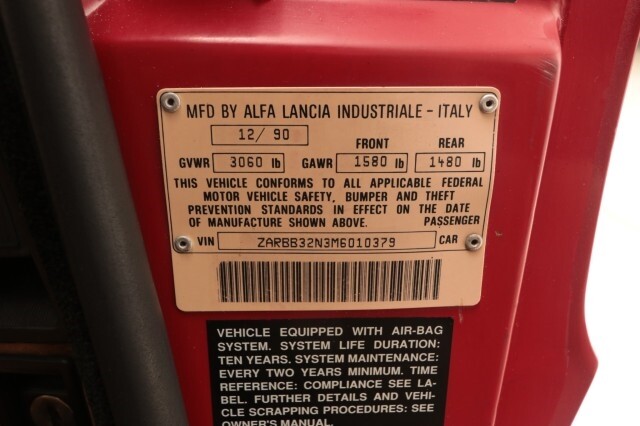 MFD BY ALFA LANCIA INDUSTRIALE - ITALY
12/90 FRONT REAR
GVWR 3060 lb GAWR 1580 lb 1480 lb
THIS VEHICLE CONFORMS TO ALL APPLICABLE FEDERAL
MOTOR VEHICLE SAFETY, BUMPER AND THEFT
PREVENTION STANDARDS IN EFFECT ON THE DATE
OF MANUFACTURE SHOWN ABOVE. PASSENGER
VIN ZARBB32N3M6010379 CAR
VEHICLE EQUIPPED WITH AIR-BAG
SYSTEM. SYSTEM LIFE DURATION:
TEN YEARS. SYSTEM MAINTENANCE:
EVERY TWO YEARS MINIMUM. TIME
REFERENCE: COMPLIANCE SEE LA-
BEL. FURTHER DETAILS AND VEHI-
CLE SCRAPPING PROCEDURES: SEE
OWNER'S MANUAL.